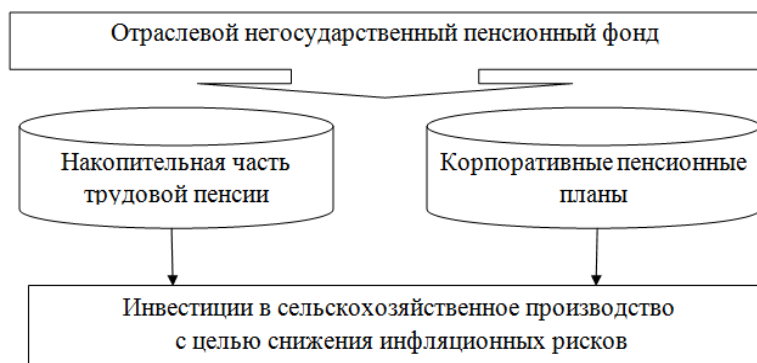 Отраслевой негосударственный пенсионный фонд
Накопительная часть
трудовой пенсии
Корпоративные пенсионные
планы
Инвестиции в сельскохозяйственное производство
с целью снижения инфляционных рисков